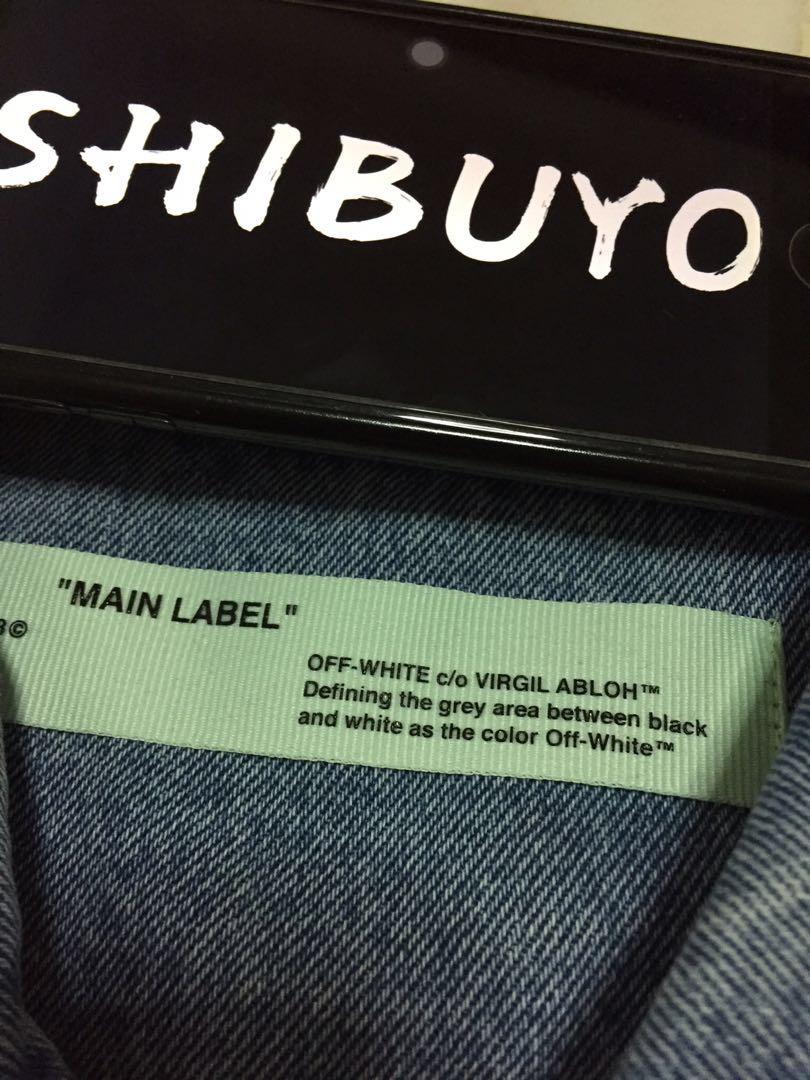 SHIBUYO
"MAIN LABEL"
©
OFF-WHITE c/o VIRGIL ABLOH™
Defining the grey area between black
and white as the color Off-White™